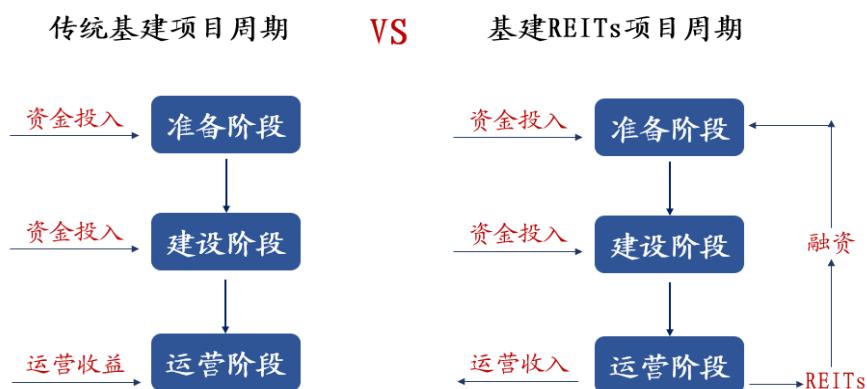 传统基建项目周期 VS 基建REITs项目周期
资金投入 准备阶段 资金投入 准备阶段
资金投入 建设阶段 资金投入 建设阶段 融资
运营收益 运营阶段 运营收入 运营阶段 REITs